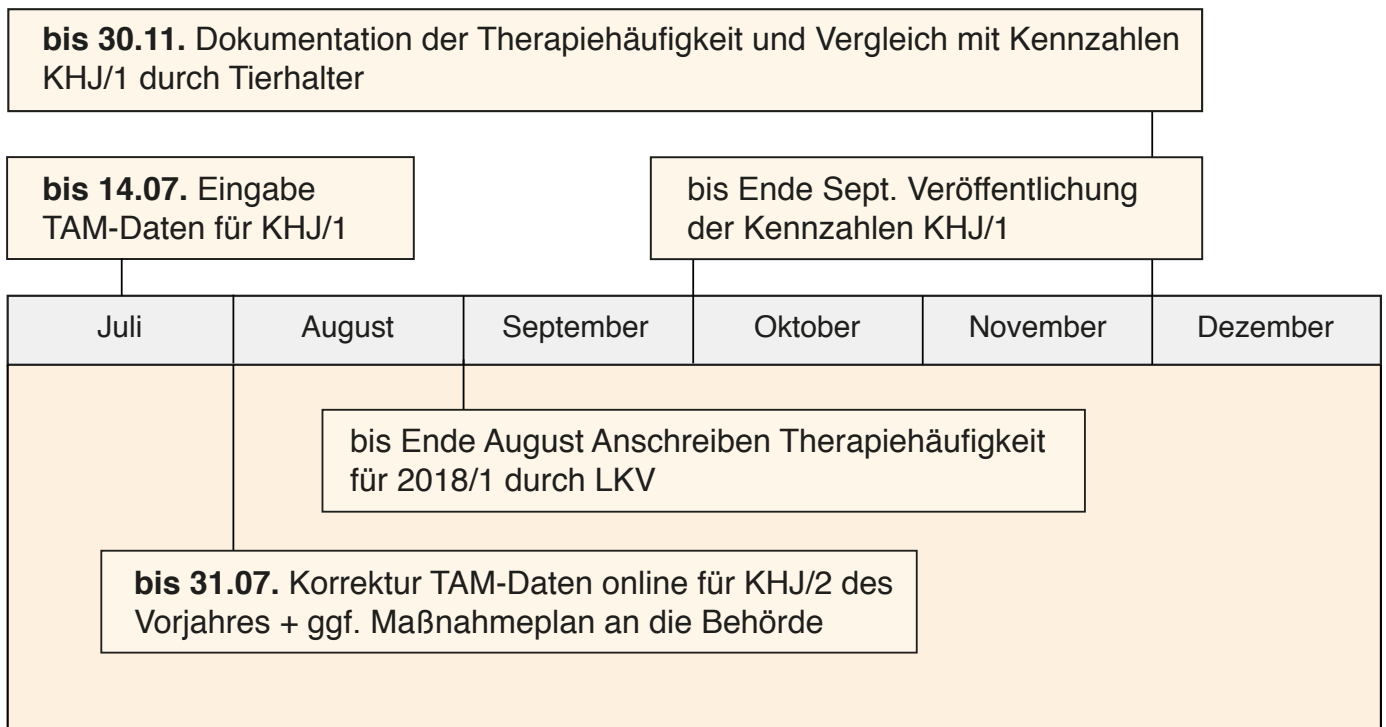 bis 30.11. Dokumentation der Therapiehäufigkeit und Vergleich mit Kennzahlen
KHJ/1 durch Tierhalter
bis 14.07. Eingabe
TAM-Daten für KHJ/1
bis Ende Sept. Veröffentlichung
der Kennzahlen KHJ/1
Juli
August
September
Oktober
November
Dezember
bis Ende August Anschreiben Therapiehäufigkeit
für 2018/1 durch LKV
bis 31.07. Korrektur TAM-Daten online für KHJ/2 des
Vorjahres + ggf. Maßnahmeplan an die Behörde